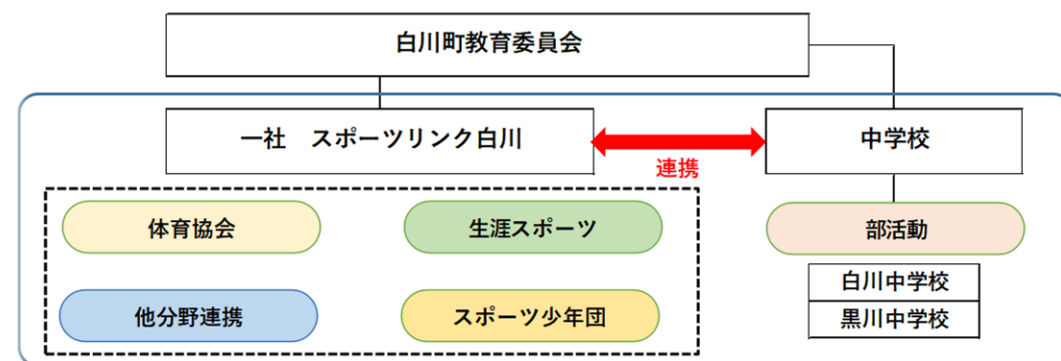 白川町教育委員会
一社　スポーツリンク白川
中学校
連携
体育協会
生涯スポーツ
部活動
白川中学校
他分野連携
スポーツ少年団
黒川中学校